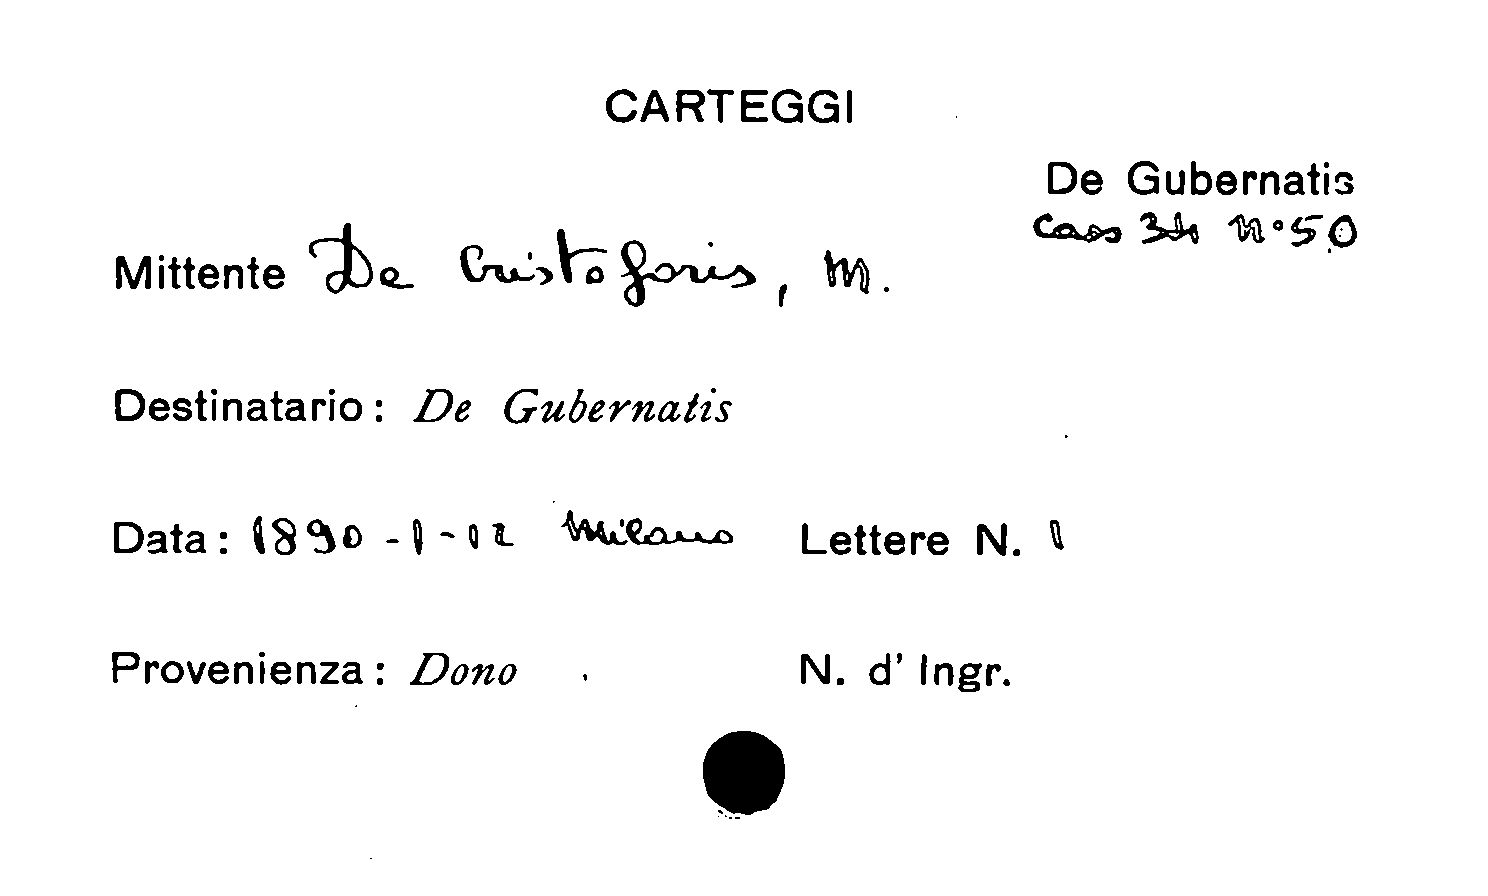 CARTEGGI
De Gubernatis
Cass 34 n° 50
Mittente De Cristoforis, M.
Destinatario: De Gubernatis
Data: 1890-1-12 Milano Lettere N. 1
Provenienza: Dono N. d' Ingr.